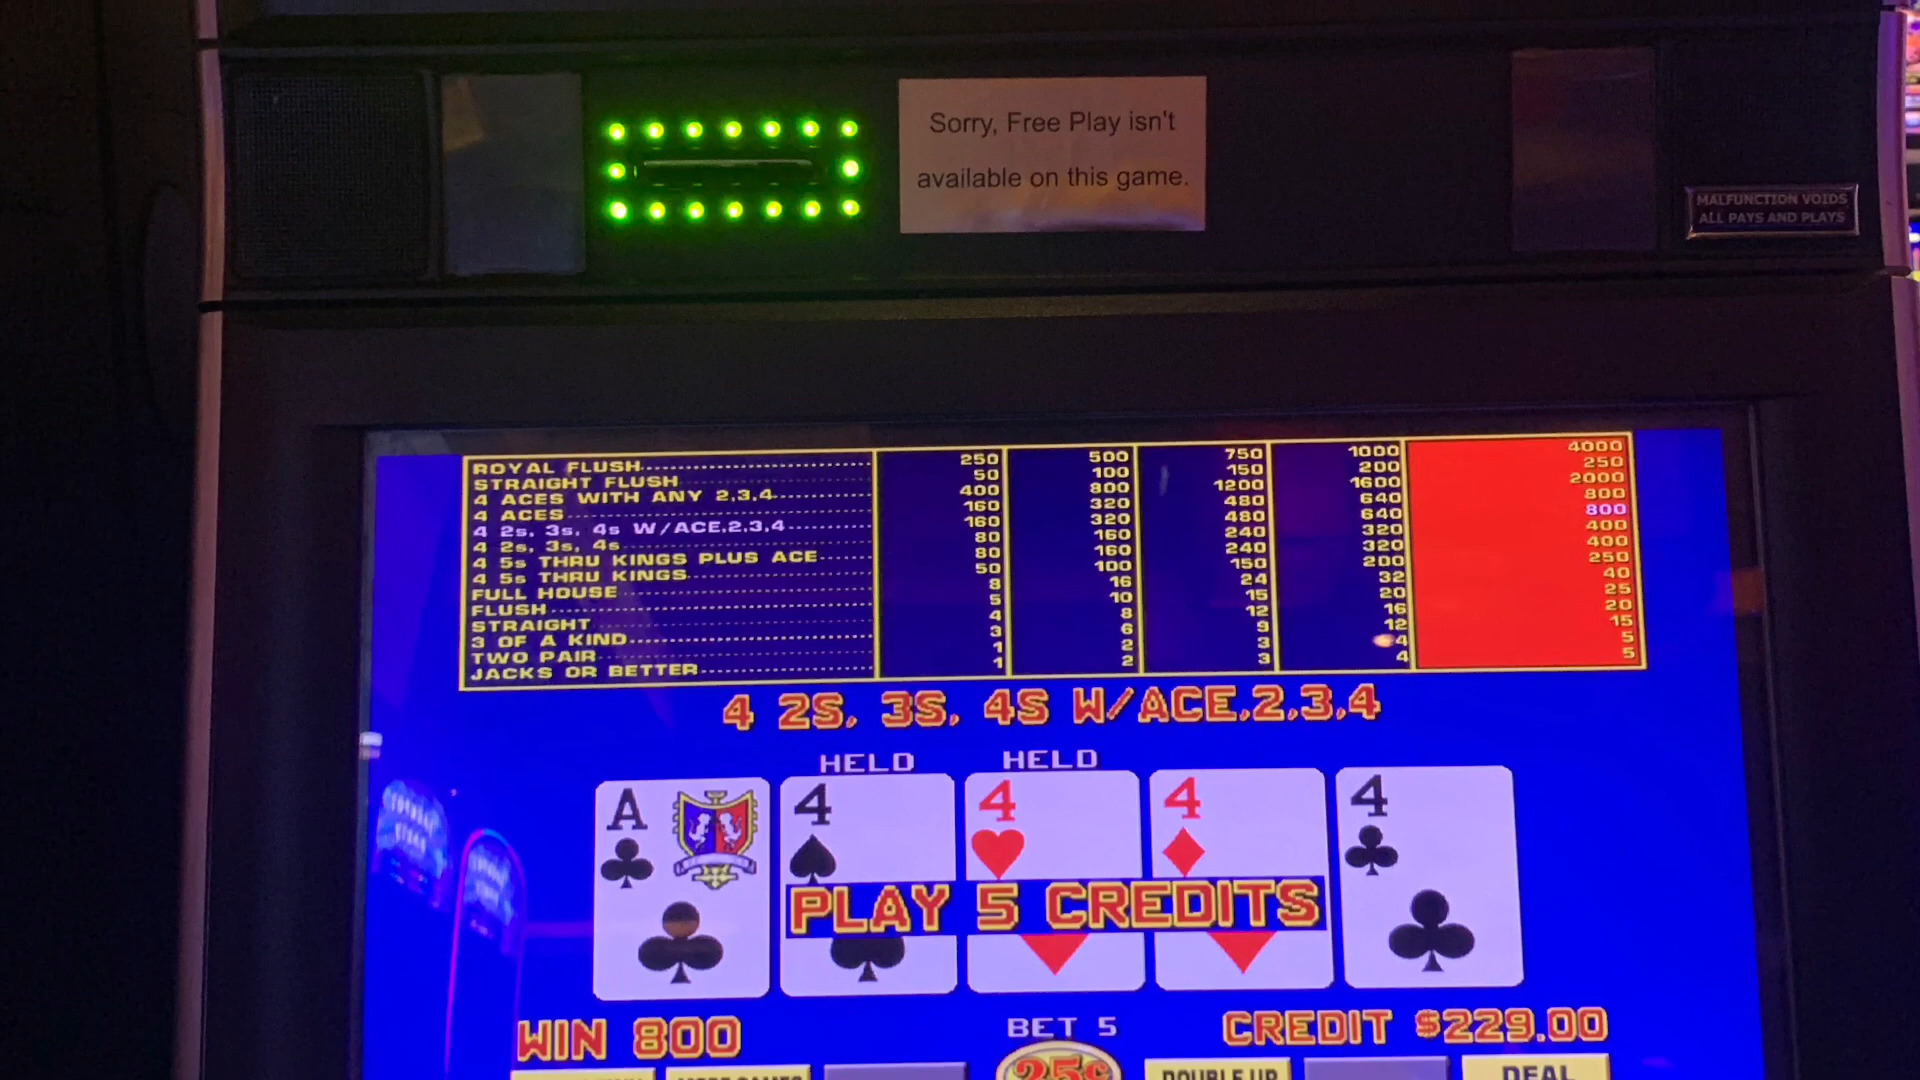 Sorry, Free Play isn't
available on this game.
MALFUNCTION VOIDS
ALL PAYS AND PLAYS
ROYAL FLUSH 250 500 750 1000 4000
STRAIGHT FLUSH 50 100 150 200 250
4 ACES WITH ANY 2,3,4 400 800 1200 1600 2000
4 ACES 160 320 480 640 800
4 2s, 3s, 4s W/ACE,2,3,4 160 320 480 640 800
4 2s, 3s, 4s 80 160 240 320 400
4 5s THRU KINGS PLUS ACE 80 160 240 320 400
4 5s THRU KINGS 50 100 150 200 250
FULL HOUSE 8 16 24 32 40
FLUSH 5 10 15 20 25
STRAIGHT 4 8 12 16 20
3 OF A KIND 3 6 9 12 15
TWO PAIR 1 2 3 4 5
JACKS OR BETTER 1 2 3 4 5
4 2S, 3S, 4S W/ACE,2,3,4
HELD HELD
A 4 4 4 4
PLAY 5 CREDITS
WIN 800 BET 5 CREDIT $229.00
25¢
MORE GAMES DOUBLE UP DEAL